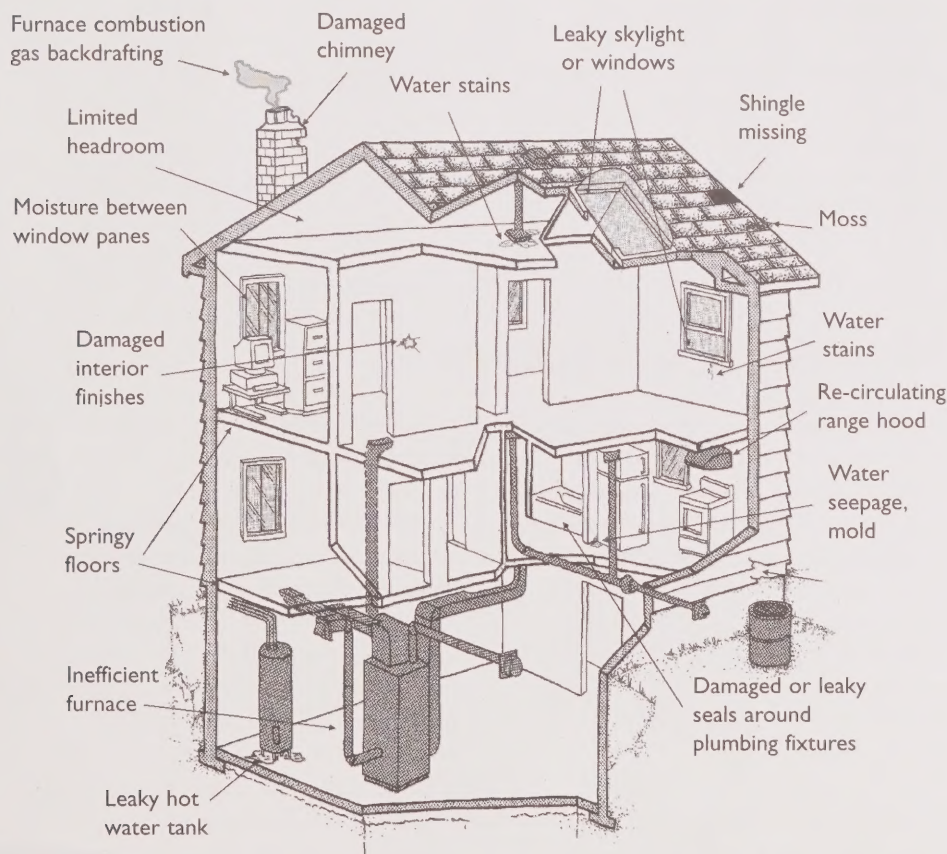 Furnace combustion
gas backdrafting
Damaged
chimney
Leaky skylight
or windows
Water stains
Shingle
missing
Limited
headroom
Moisture between
window panes
Moss
Damaged
interior
finishes
Water
stains
Re-circulating
range hood
Water
seepage,
mold
Springy
floors
Inefficient
furnace
Damaged or leaky
seals around
plumbing fixtures
Leaky hot
water tank